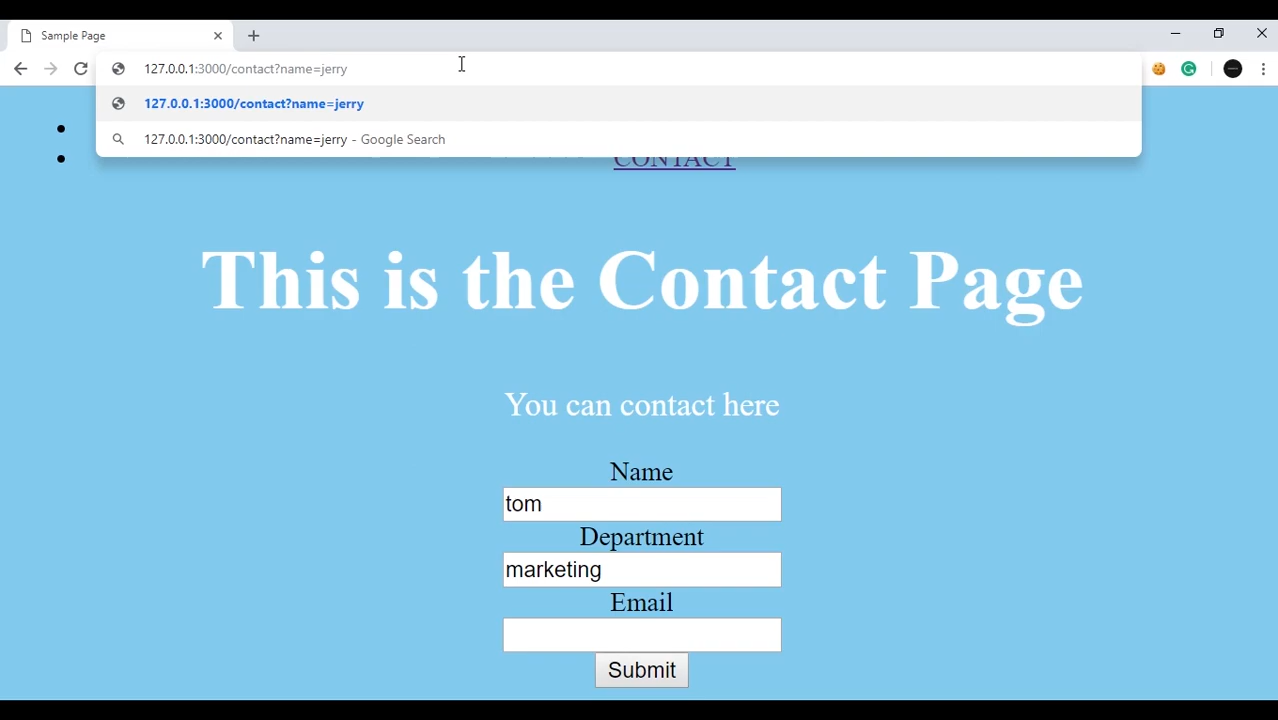 Sample Page
127.0.0.1:3000/contact?name=jerry
127.0.0.1:3000/contact?name=jerry
127.0.0.1:3000/contact?name=jerry - Google Search
CONTACT
This is the Contact Page
You can contact here
Name
tom
Department
marketing
Email
Submit